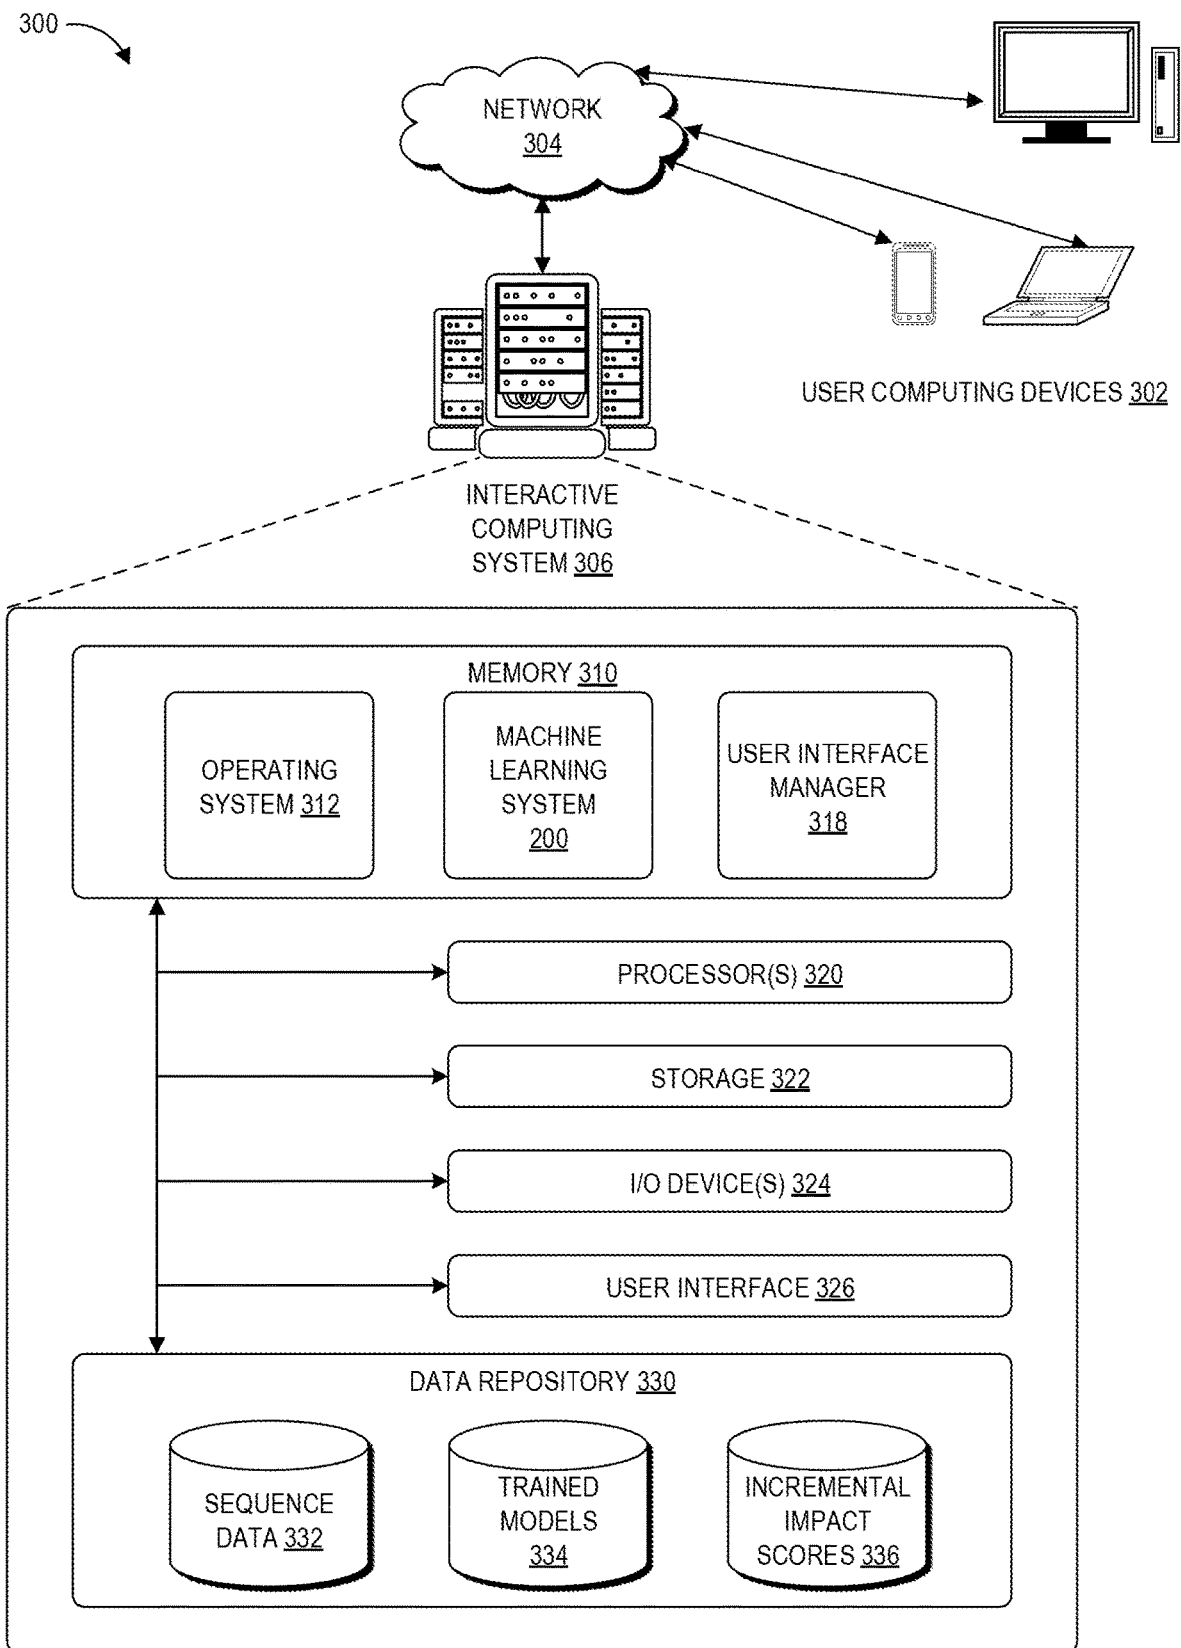 300
NETWORK
304
USER COMPUTING DEVICES 302
INTERACTIVE
COMPUTING
SYSTEM 306
MEMORY 310
OPERATING
SYSTEM 312
MACHINE
LEARNING
SYSTEM
200
USER INTERFACE
MANAGER
318
PROCESSOR(S) 320
STORAGE 322
I/O DEVICE(S) 324
USER INTERFACE 326
DATA REPOSITORY 330
SEQUENCE
DATA 332
TRAINED
MODELS
334
INCREMENTAL
IMPACT
SCORES 336